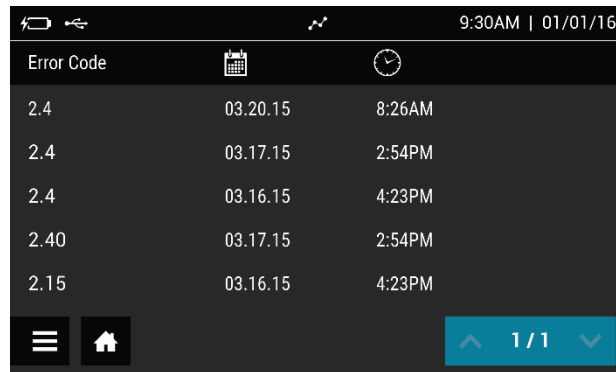 9:30AM | 01/01/16
Error Code
2.4 03.20.15 8:26AM
2.4 03.17.15 2:54PM
2.4 03.16.15 4:23PM
2.40 03.17.15 2:54PM
2.15 03.16.15 4:23PM
1 / 1